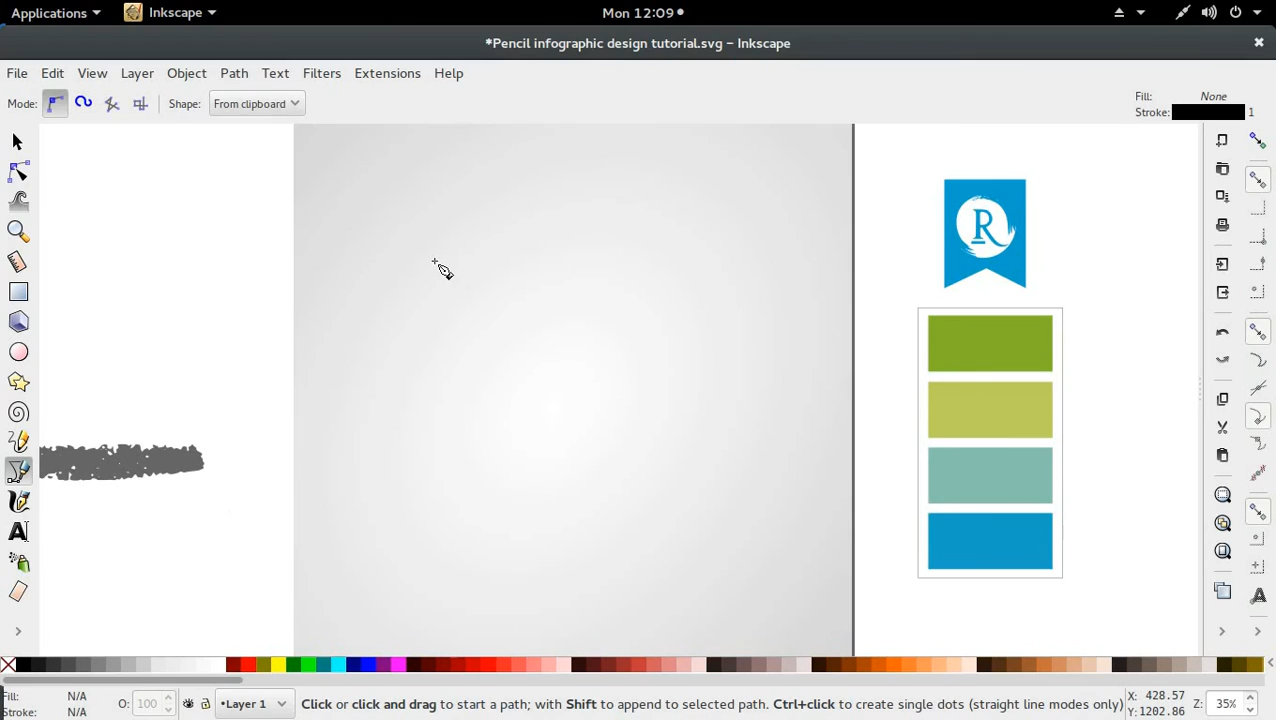 Applications Inkscape Mon 12:09
*Pencil infographic design tutorial.svg – Inkscape
File Edit View Layer Object Path Text Filters Extensions Help
Mode: Shape: From clipboard Fill: None
Stroke: 1
R
A
A
Fill: N/A O: 100 •Layer 1 Click or click and drag to start a path; with Shift to append to selected path. Ctrl+click to create single dots (straight line modes only) X: 428.57 Z: 35%
Stroke: N/A Y: 1202.86